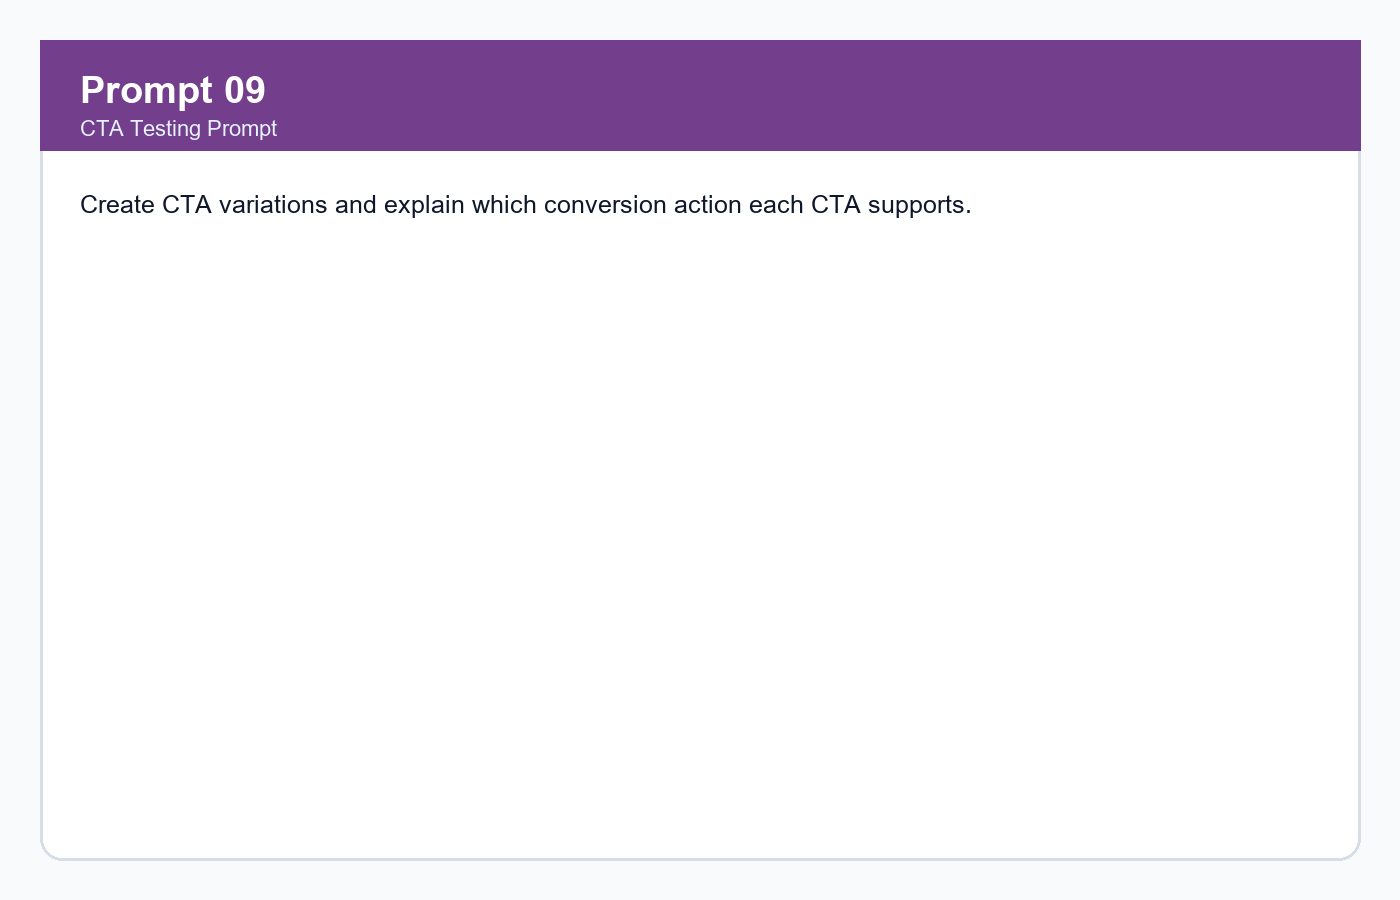 Prompt 09
CTA Testing Prompt
Create CTA variations and explain which conversion action each CTA supports.